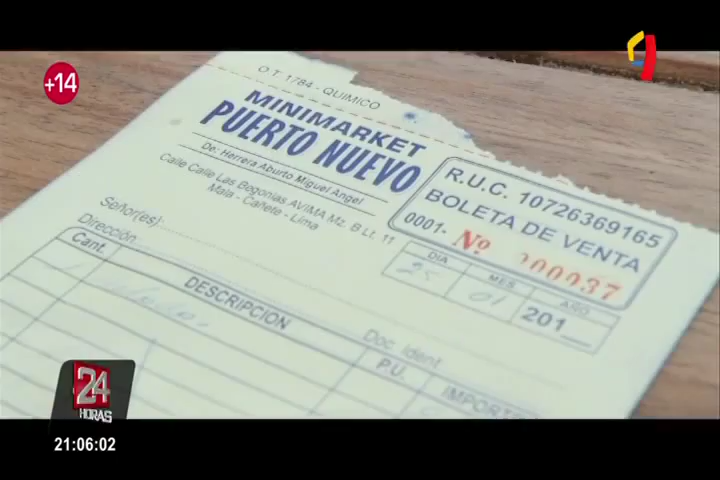 +14
O.T. 1784 - QUIMICO
MINIMARKET
PUERTO NUEVO
De: Herrera Aburto Miguel Angel
Calle Calle Las Begonias AVIMA Mz. B Lt. 11
Mala - Cañete - Lima
R.U.C. 10726369165
BOLETA DE VENTA
0001- Nº 000037
DIA MES AÑO
25 01 201
Señor(es):
Dirección
Doc. Ident
Cant. DESCRIPCION P.U. IMPORTE
24
HORAS
21:06:02